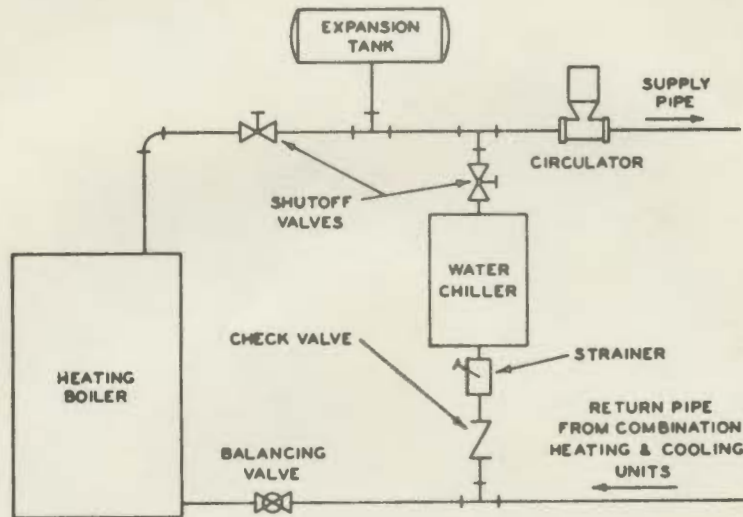 EXPANSION
TANK
SUPPLY
PIPE
CIRCULATOR
SHUTOFF
VALVES
WATER
CHILLER
CHECK VALVE
STRAINER
HEATING
BOILER
RETURN PIPE
FROM COMBINATION
HEATING & COOLING
UNITS
BALANCING
VALVE